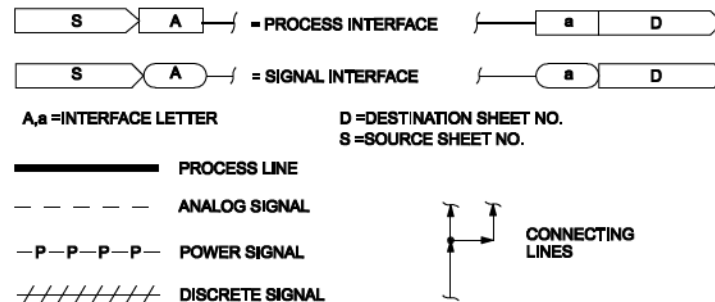 S A = PROCESS INTERFACE a D
S A = SIGNAL INTERFACE a D
A,a =INTERFACE LETTER D =DESTINATION SHEET NO.
S =SOURCE SHEET NO.
PROCESS LINE
ANALOG SIGNAL
P P P P POWER SIGNAL
DISCRETE SIGNAL
CONNECTING
LINES